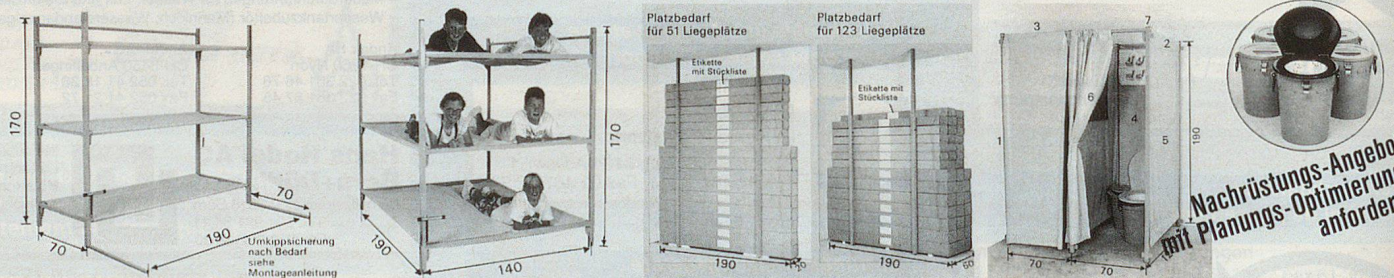 170
70
190
70
Umkippsicherung
nach Bedarf
siehe
Montageanleitung
190
140
170
Platzbedarf
für 51 Liegeplätze
Etikette
mit Stückliste
190
Platzbedarf
für 123 Liegeplätze
Etikette mit
Stückliste
190
60
3
7
2
6
4
1
5
190
70
70
Nachrüstungs-Angebo
mit Planungs-Optimierun
anforder